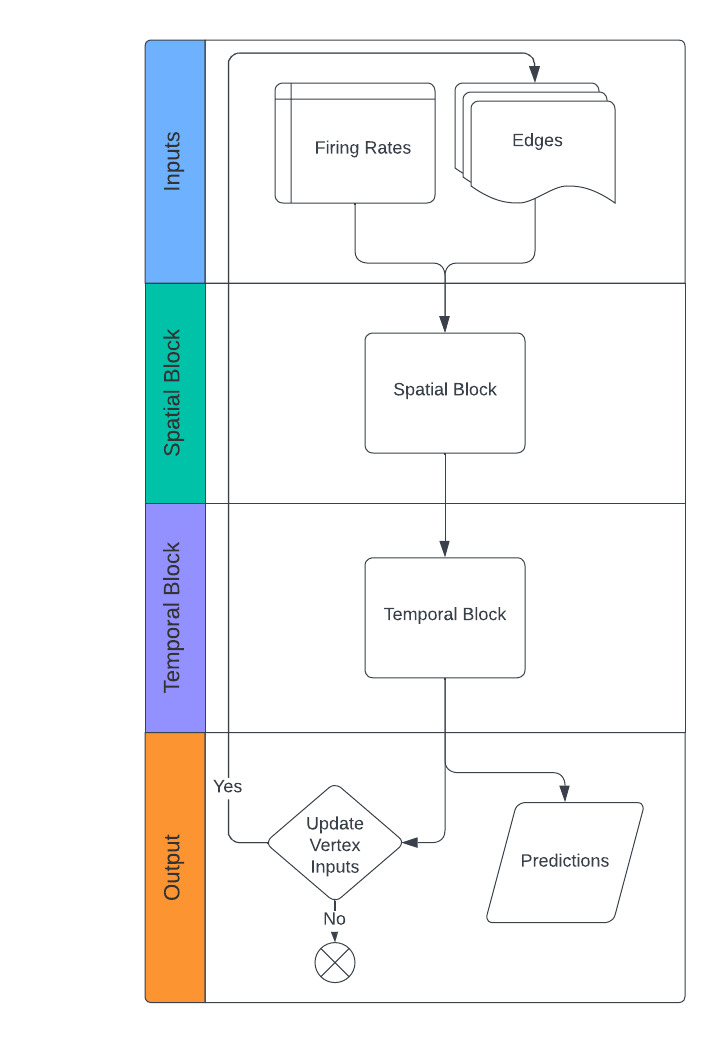 Inputs
Firing Rates
Edges
Spatial Block
Spatial Block
Temporal Block
Temporal Block
Output
Yes
Update
Vertex
Inputs
No
Predictions